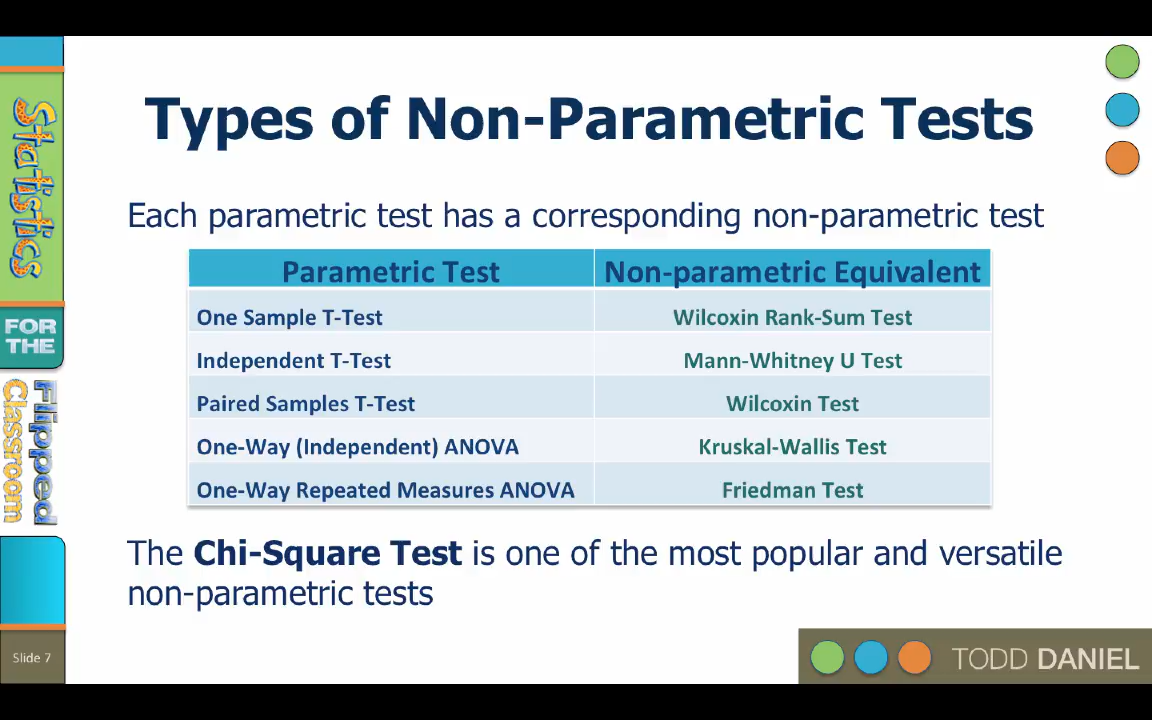 Types of Non-Parametric Tests
Each parametric test has a corresponding non-parametric test
Parametric Test Non-parametric Equivalent
One Sample T-Test Wilcoxin Rank-Sum Test
Independent T-Test Mann-Whitney U Test
Paired Samples T-Test Wilcoxin Test
One-Way (Independent) ANOVA Kruskal-Wallis Test
One-Way Repeated Measures ANOVA Friedman Test
The Chi-Square Test is one of the most popular and versatile
non-parametric tests
Statistics
FOR
THE
Flipped
Classroom
Slide 7
TODD DANIEL